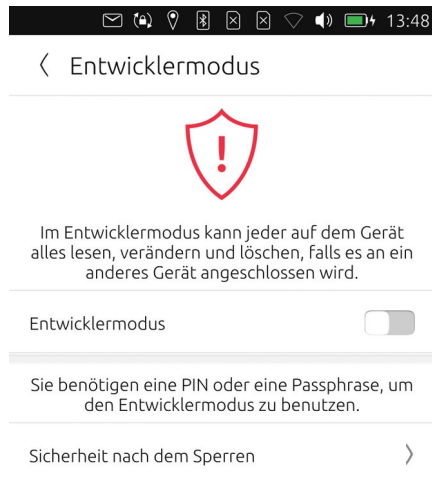 13:48
Entwicklermodus
Im Entwicklermodus kann jeder auf dem Gerät
alles lesen, verändern und löschen, falls es an ein
anderes Gerät angeschlossen wird.
Entwicklermodus
Sie benötigen eine PIN oder eine Passphrase, um
den Entwicklermodus zu benutzen.
Sicherheit nach dem Sperren